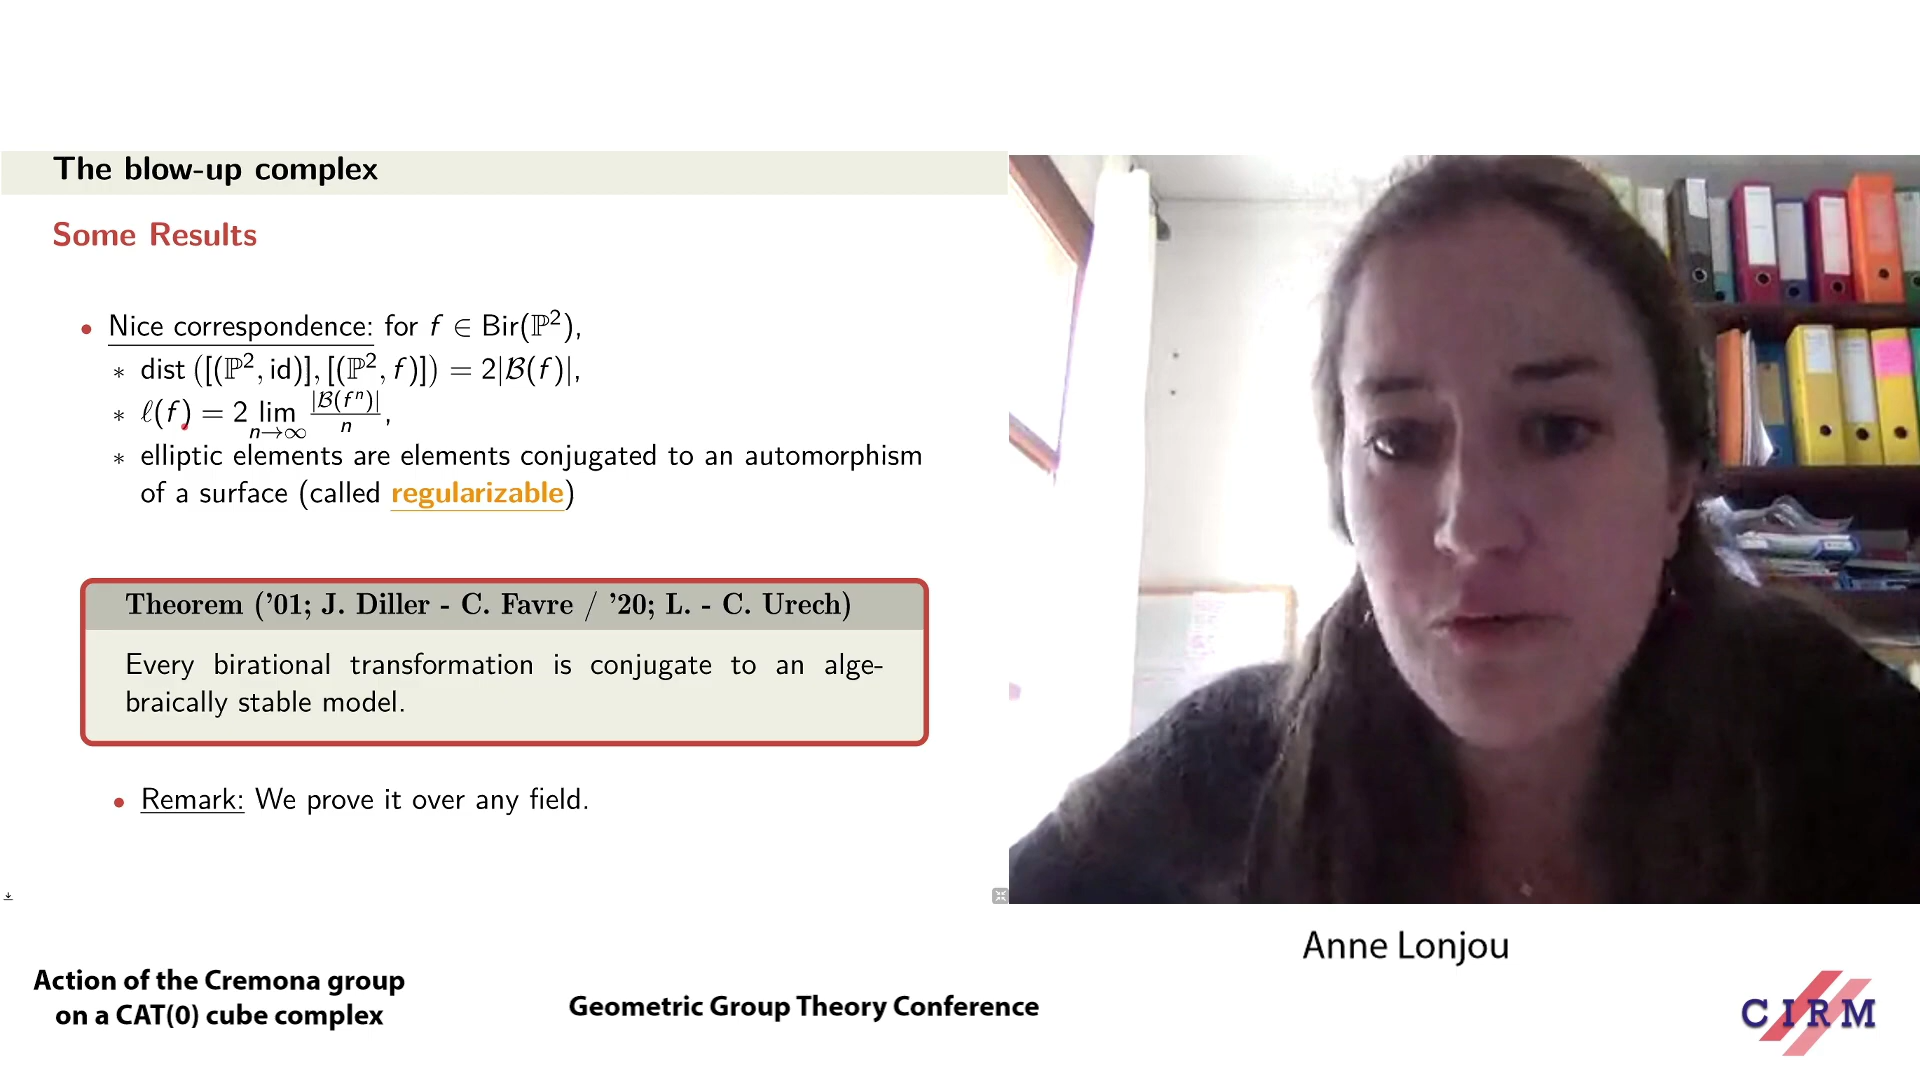 The blow-up complex
Some Results
• Nice correspondence: for f ∈ Bir(ℙ²),
∗ dist ([(ℙ², id)], [(ℙ², f)]) = 2|ℬ(f)|,
∗ ℓ(f) = 2 lim_{n→∞} |ℬ(fⁿ)|/n,
∗ elliptic elements are elements conjugated to an automorphism
of a surface (called regularizable)
Theorem ('01; J. Diller - C. Favre / '20; L. - C. Urech)
Every birational transformation is conjugate to an alge-
braically stable model.
• Remark: We prove it over any field.
Anne Lonjou
Action of the Cremona group
on a CAT(0) cube complex
Geometric Group Theory Conference
CIRM